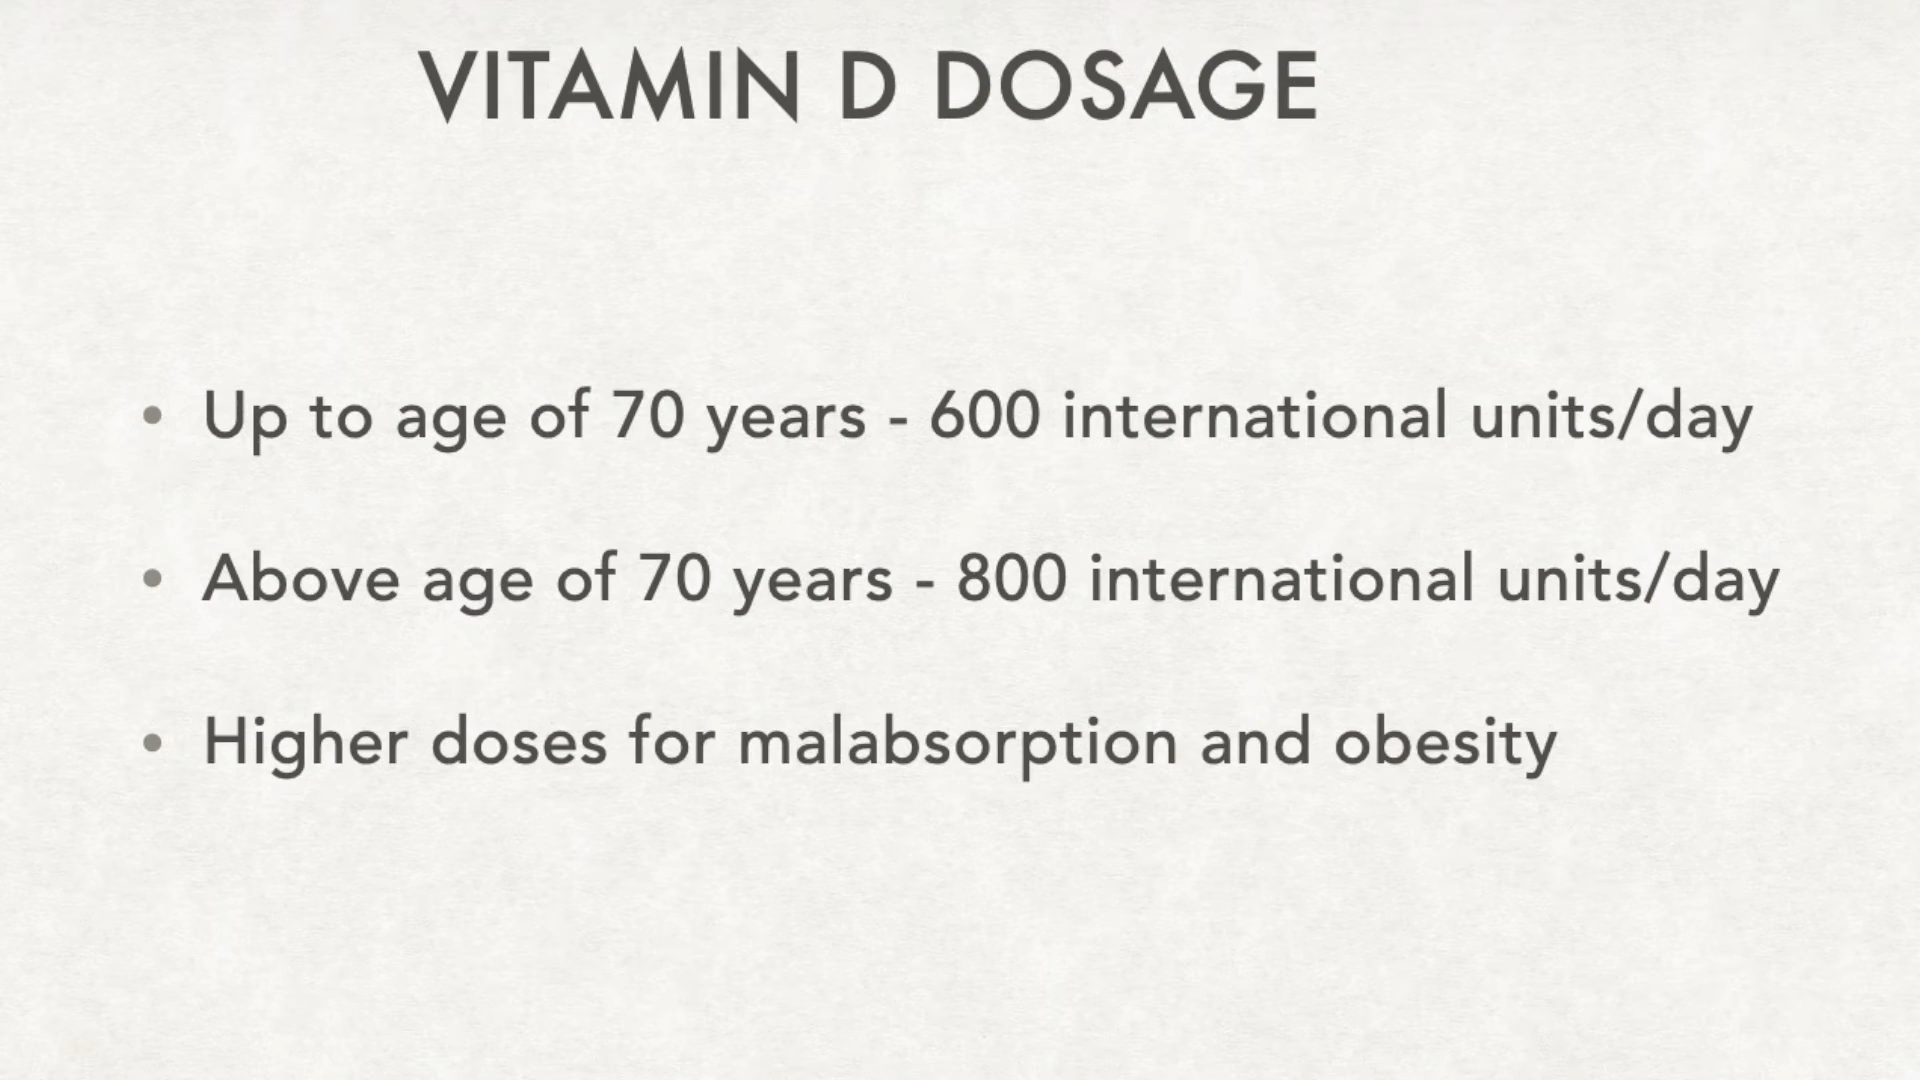 VITAMIN D DOSAGE
• Up to age of 70 years - 600 international units/day
• Above age of 70 years - 800 international units/day
• Higher doses for malabsorption and obesity